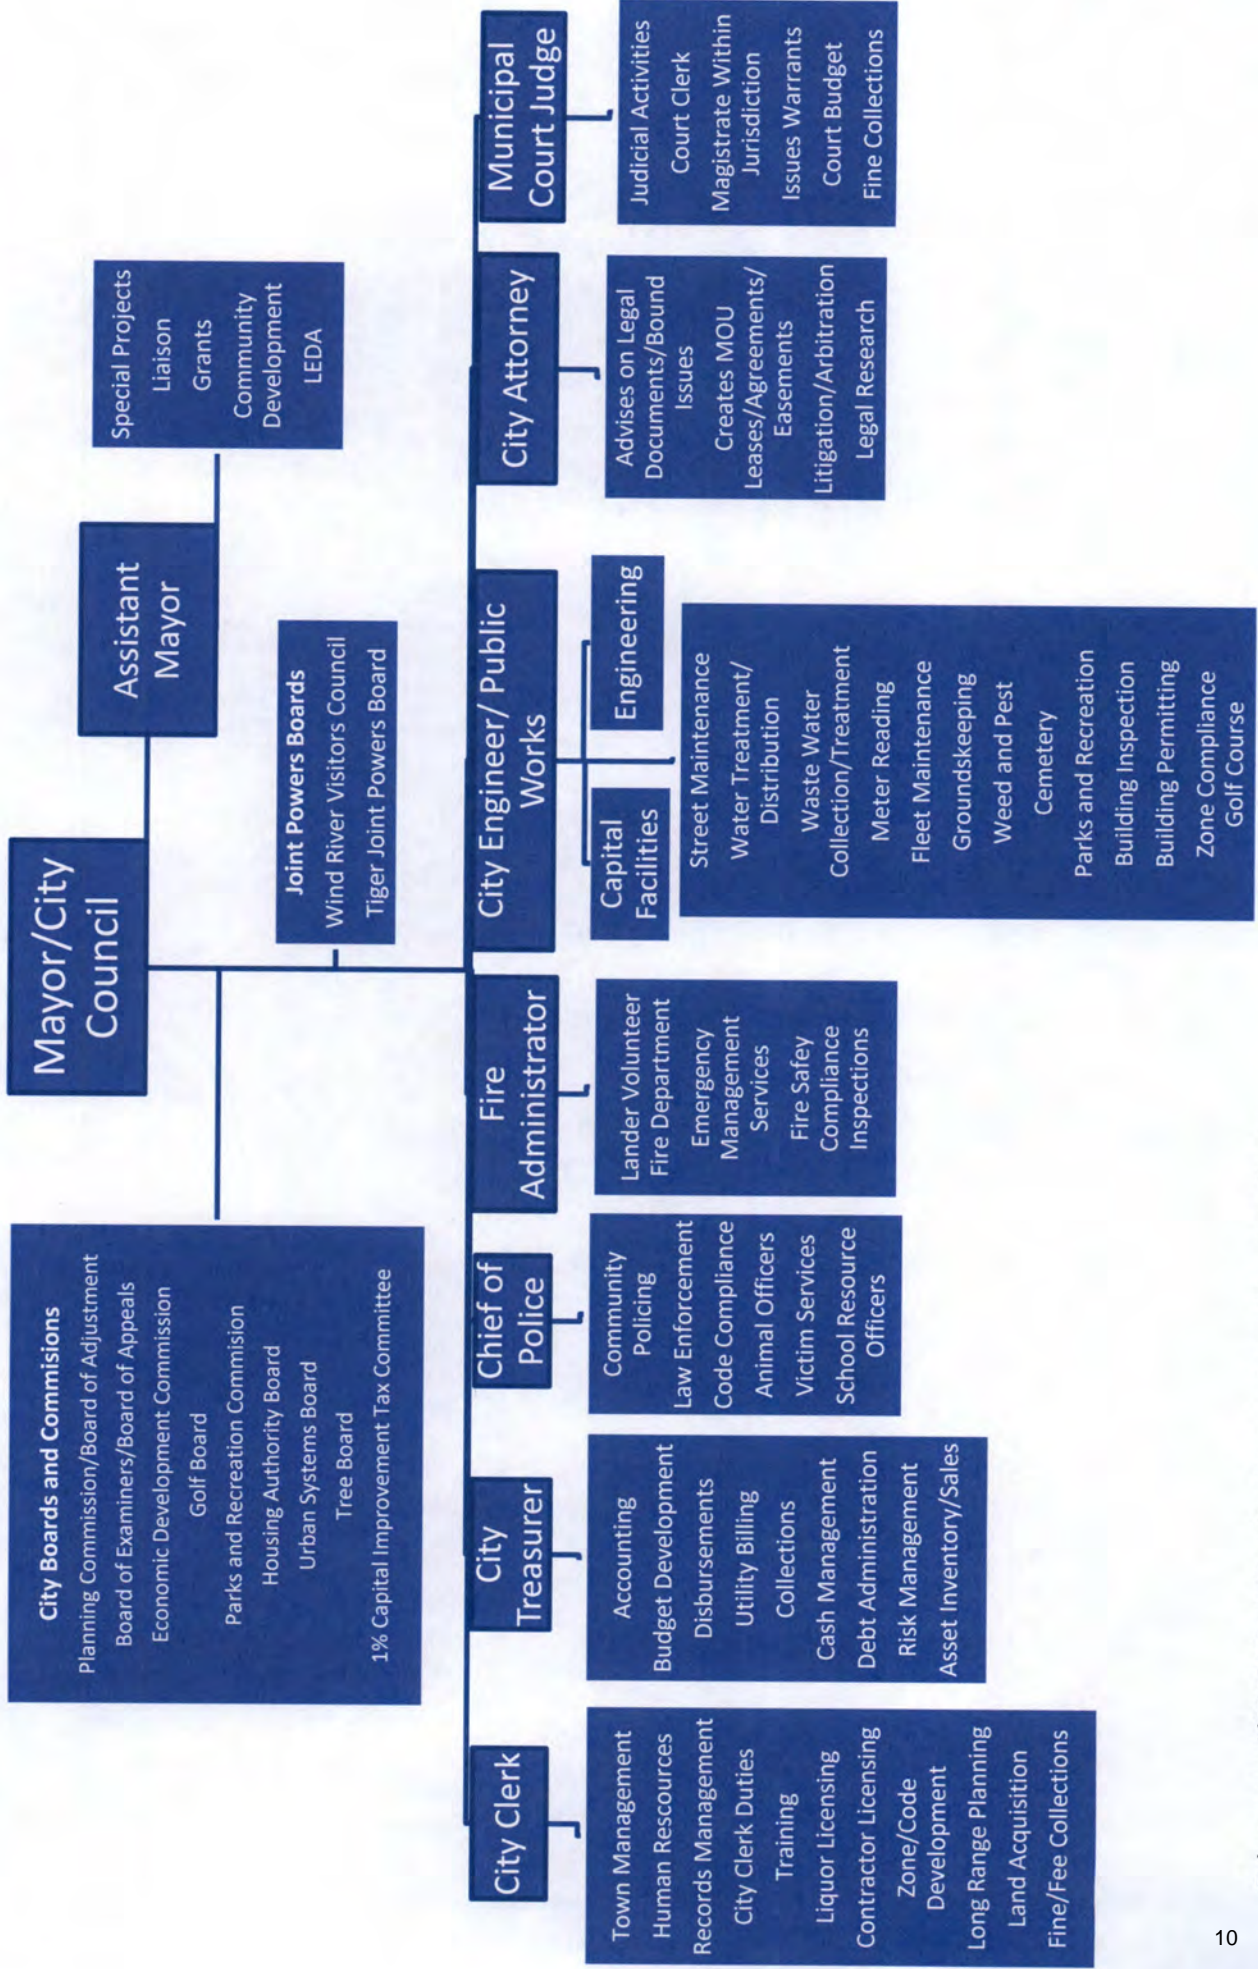 Mayor/City
Council
Assistant
Mayor
Special Projects
Liaison
Grants
Community
Development
LEDA
City Boards and Commisions
Planning Commission/Board of Adjustment
Board of Examiners/Board of Appeals
Economic Development Commission
Golf Board
Parks and Recreation Commision
Housing Authority Board
Urban Systems Board
Tree Board
1% Capital Improvement Tax Committee
Joint Powers Boards
Wind River Visitors Council
Tiger Joint Powers Board
City Clerk
Town Management
Human Rescources
Records Management
City Clerk Duties
Training
Liquor Licensing
Contractor Licensing
Zone/Code
Development
Long Range Planning
Land Acquisition
Fine/Fee Collections
City
Treasurer
Accounting
Budget Development
Disbursements
Utility Billing
Collections
Cash Management
Debt Administration
Risk Management
Asset Inventory/Sales
Chief of
Police
Community
Policing
Law Enforcement
Code Compliance
Animal Officers
Victim Services
School Resource
Officers
Fire
Administrator
Lander Volunteer
Fire Department
Emergency
Management
Services
Fire Safey
Compliance
Inspections
City Engineer/ Public
Works
Capital
Facilities
Engineering
Street Maintenance
Water Treatment/
Distribution
Waste Water
Collection/Treatment
Meter Reading
Fleet Maintenance
Groundskeeping
Weed and Pest
Cemetery
Parks and Recreation
Building Inspection
Building Permitting
Zone Compliance
Golf Course
City Attorney
Advises on Legal
Documents/Bound
Issues
Creates MOU
Leases/Agreements/
Easements
Litigation/Arbitration
Legal Research
Municipal
Court Judge
Judicial Activities
Court Clerk
Magistrate Within
Jurisdiction
Issues Warrants
Court Budget
Fine Collections
10